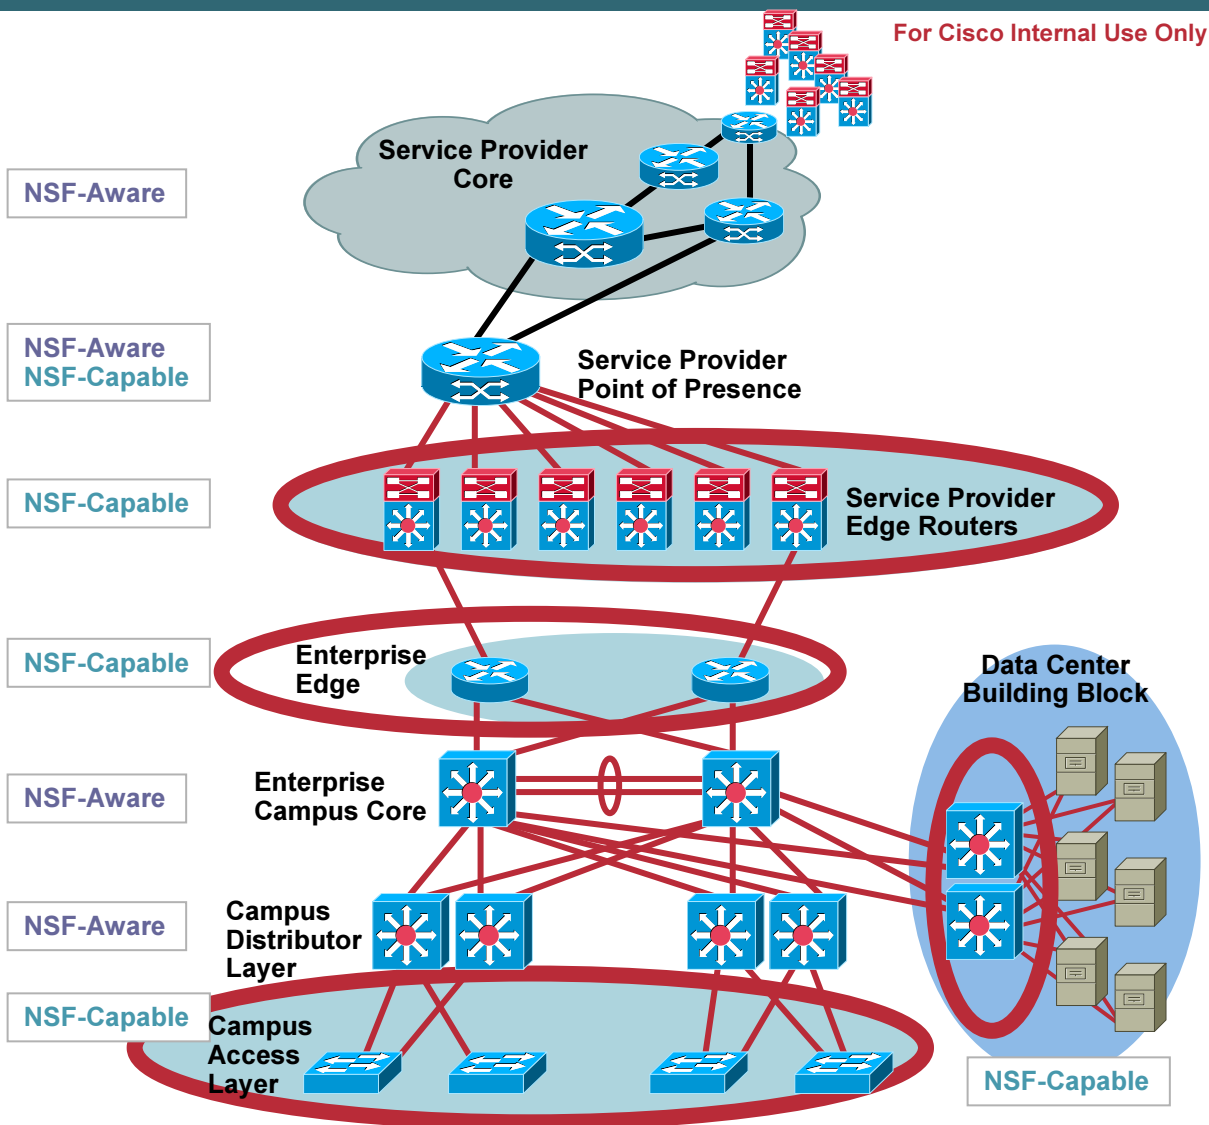 For Cisco Internal Use Only
Service Provider
Core
NSF-Aware
NSF-Aware
NSF-Capable
Service Provider
Point of Presence
NSF-Capable
Service Provider
Edge Routers
NSF-Capable
Enterprise
Edge
Data Center
Building Block
NSF-Aware
Enterprise
Campus Core
NSF-Aware
Campus
Distributor
Layer
NSF-Capable
Campus
Access
Layer
NSF-Capable